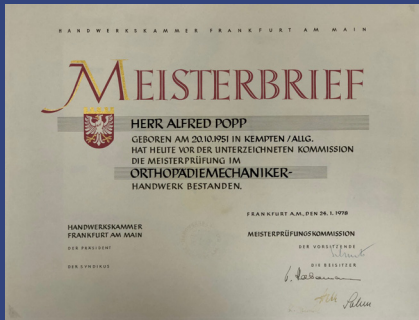 HANDWERKSKAMMER FRANKFURT AM MAIN
MEISTERBRIEF
HERR ALFRED POPP
GEBOREN AM 20.10.1951 IN KEMPTEN/ALLG.
HAT HEUTE VOR DER UNTERZEICHNETEN KOMMISSION
DIE MEISTERPRÜFUNG IM
ORTHOPÄDIEMECHANIKER-
HANDWERK BESTANDEN.
FRANKFURT A.M., DEN 24.1.1978
HANDWERKSKAMMER
FRANKFURT AM MAIN
DER PRÄSIDENT
DER SYNDIKUS
MEISTERPRÜFUNGSKOMMISSION
DER VORSITZENDE
DIE BEISITZER